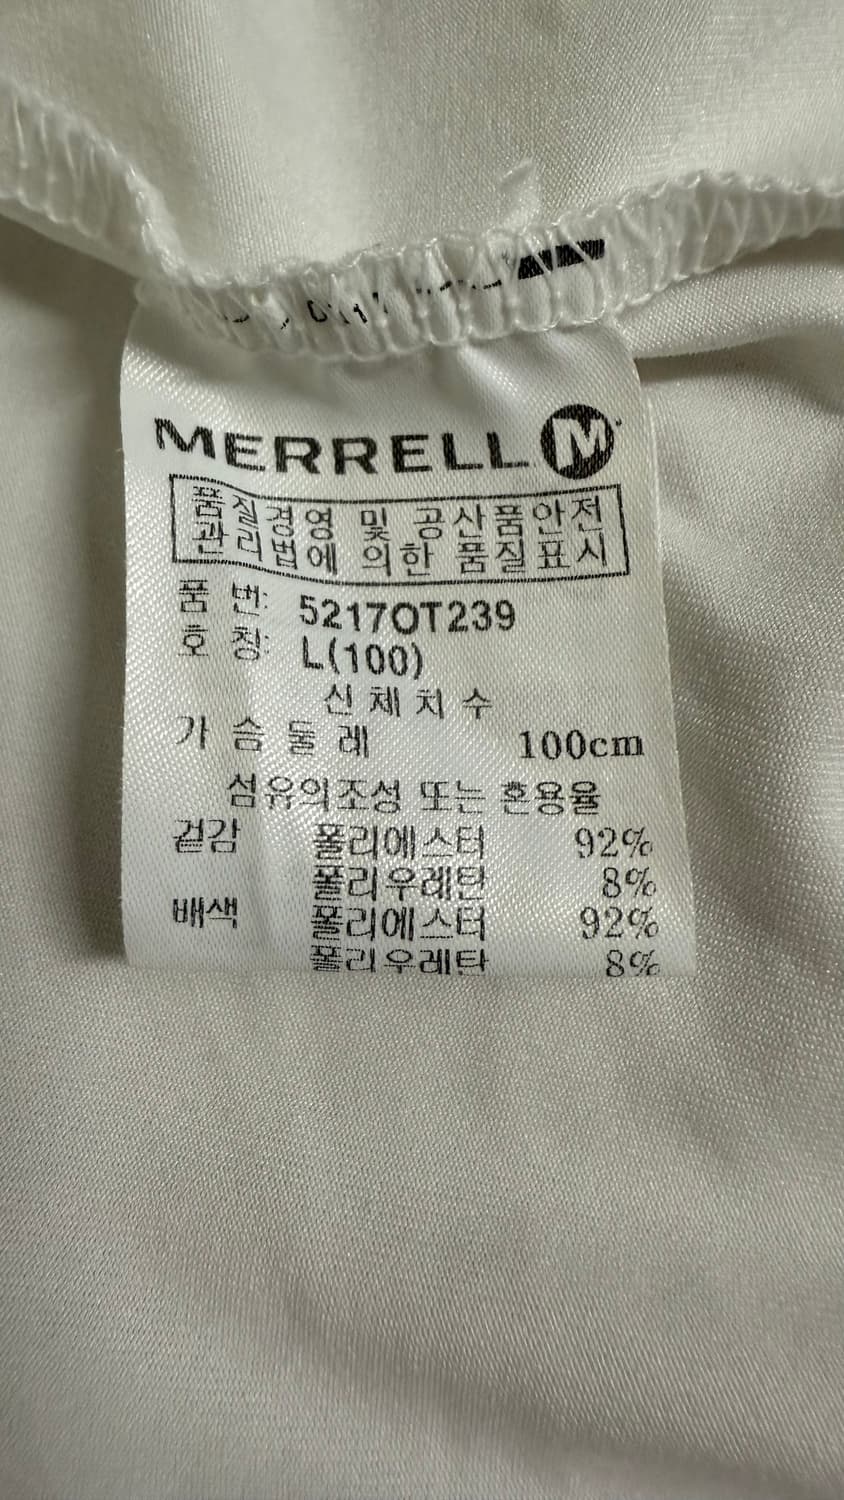 MERRELL M
품질경영 및 공산품안전
관리법에 의한 품질표시
품 번: 5217OT239
호 칭: L(100)
신체치수
가슴둘레 100cm
섬유의조성 또는 혼용율
겉감 폴리에스터 92%
폴리우레탄 8%
배색 폴리에스터 92%
폴리우레탄 8%